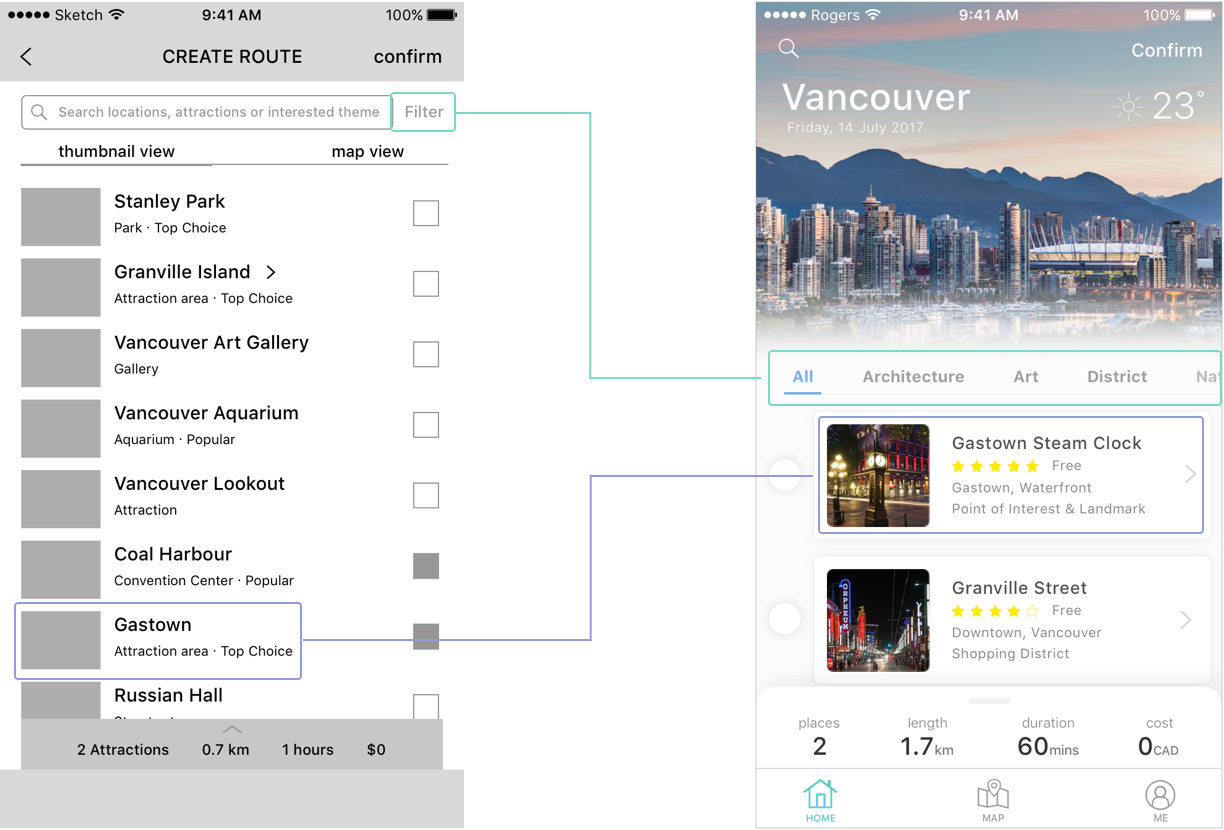 Sketch 9:41 AM 100%
CREATE ROUTE confirm
Search locations, attractions or interested theme Filter
thumbnail view map view
Stanley Park
Park · Top Choice
Granville Island
Attraction area · Top Choice
Vancouver Art Gallery
Gallery
Vancouver Aquarium
Aquarium · Popular
Vancouver Lookout
Attraction
Coal Harbour
Convention Center · Popular
Gastown
Attraction area · Top Choice
Russian Hall
2 Attractions 0.7 km 1 hours $0
Rogers 9:41 AM 100%
Confirm
Vancouver 23°
Friday, 14 July 2017
All Architecture Art District Nat
Gastown Steam Clock
Free
Gastown, Waterfront
Point of Interest & Landmark
ORPHEUM
Granville Street
Free
Downtown, Vancouver
Shopping District
places length duration cost
2 1.7km 60mins 0CAD
HOME MAP ME